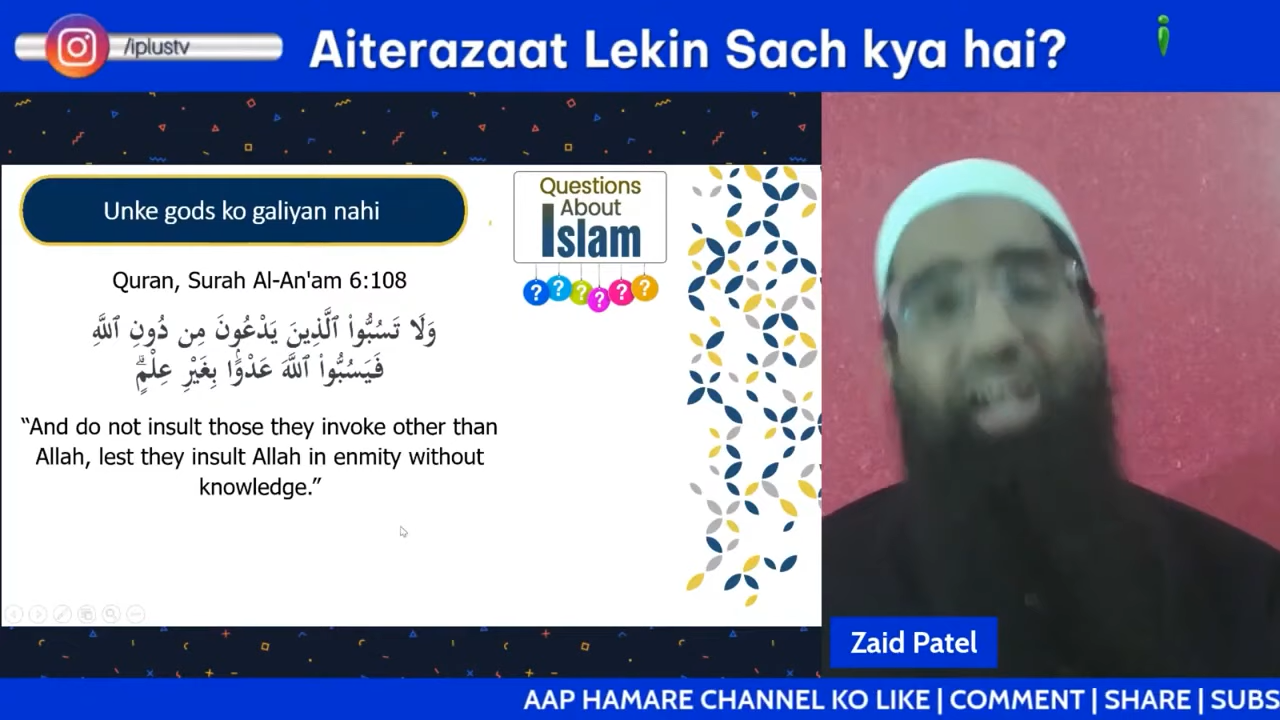 /iplustv
Aiterazaat Lekin Sach kya hai?
Unke gods ko galiyan nahi
Questions
About
Islam
Quran, Surah Al-An'am 6:108
وَلَا تَسُبُّوا۟ ٱلَّذِينَ يَدْعُونَ مِن دُونِ ٱللَّهِ
فَيَسُبُّوا۟ ٱللَّهَ عَدْوًۢا بِغَيْرِ عِلْمٍۢ ۗ
“And do not insult those they invoke other than
Allah, lest they insult Allah in enmity without
knowledge.”
Zaid Patel
AAP HAMARE CHANNEL KO LIKE | COMMENT | SHARE | SUBS